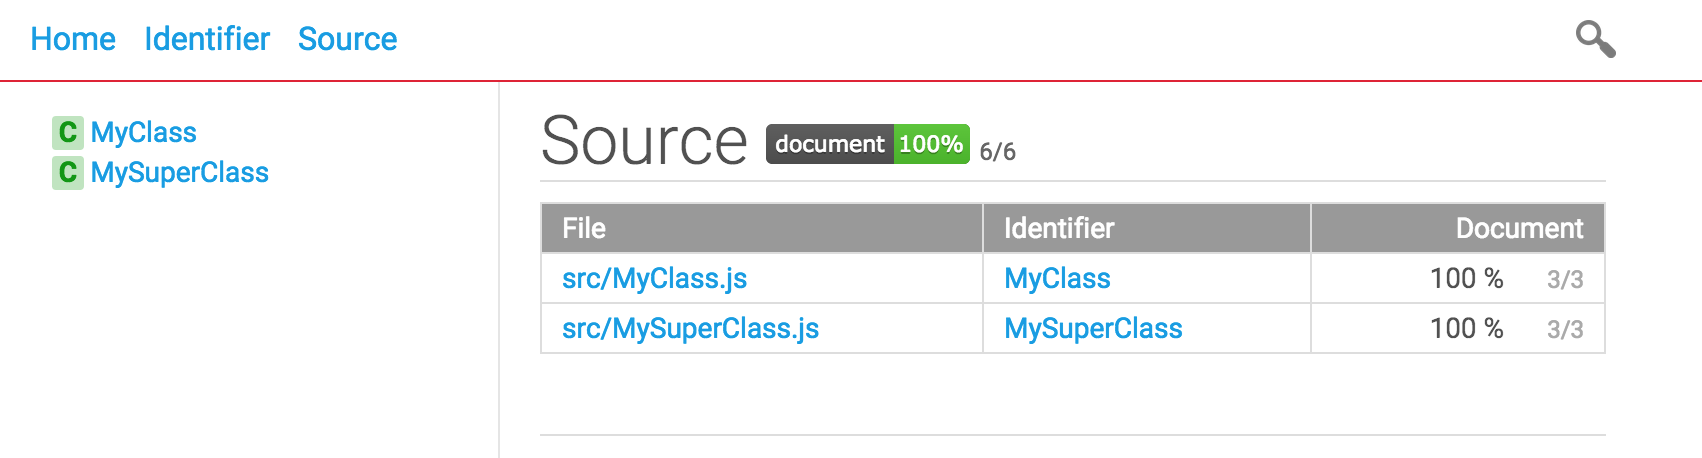 Home Identifier Source
C MyClass
C MySuperClass
Source document 100% 6/6
File Identifier Document
src/MyClass.js MyClass 100 % 3/3
src/MySuperClass.js MySuperClass 100 % 3/3